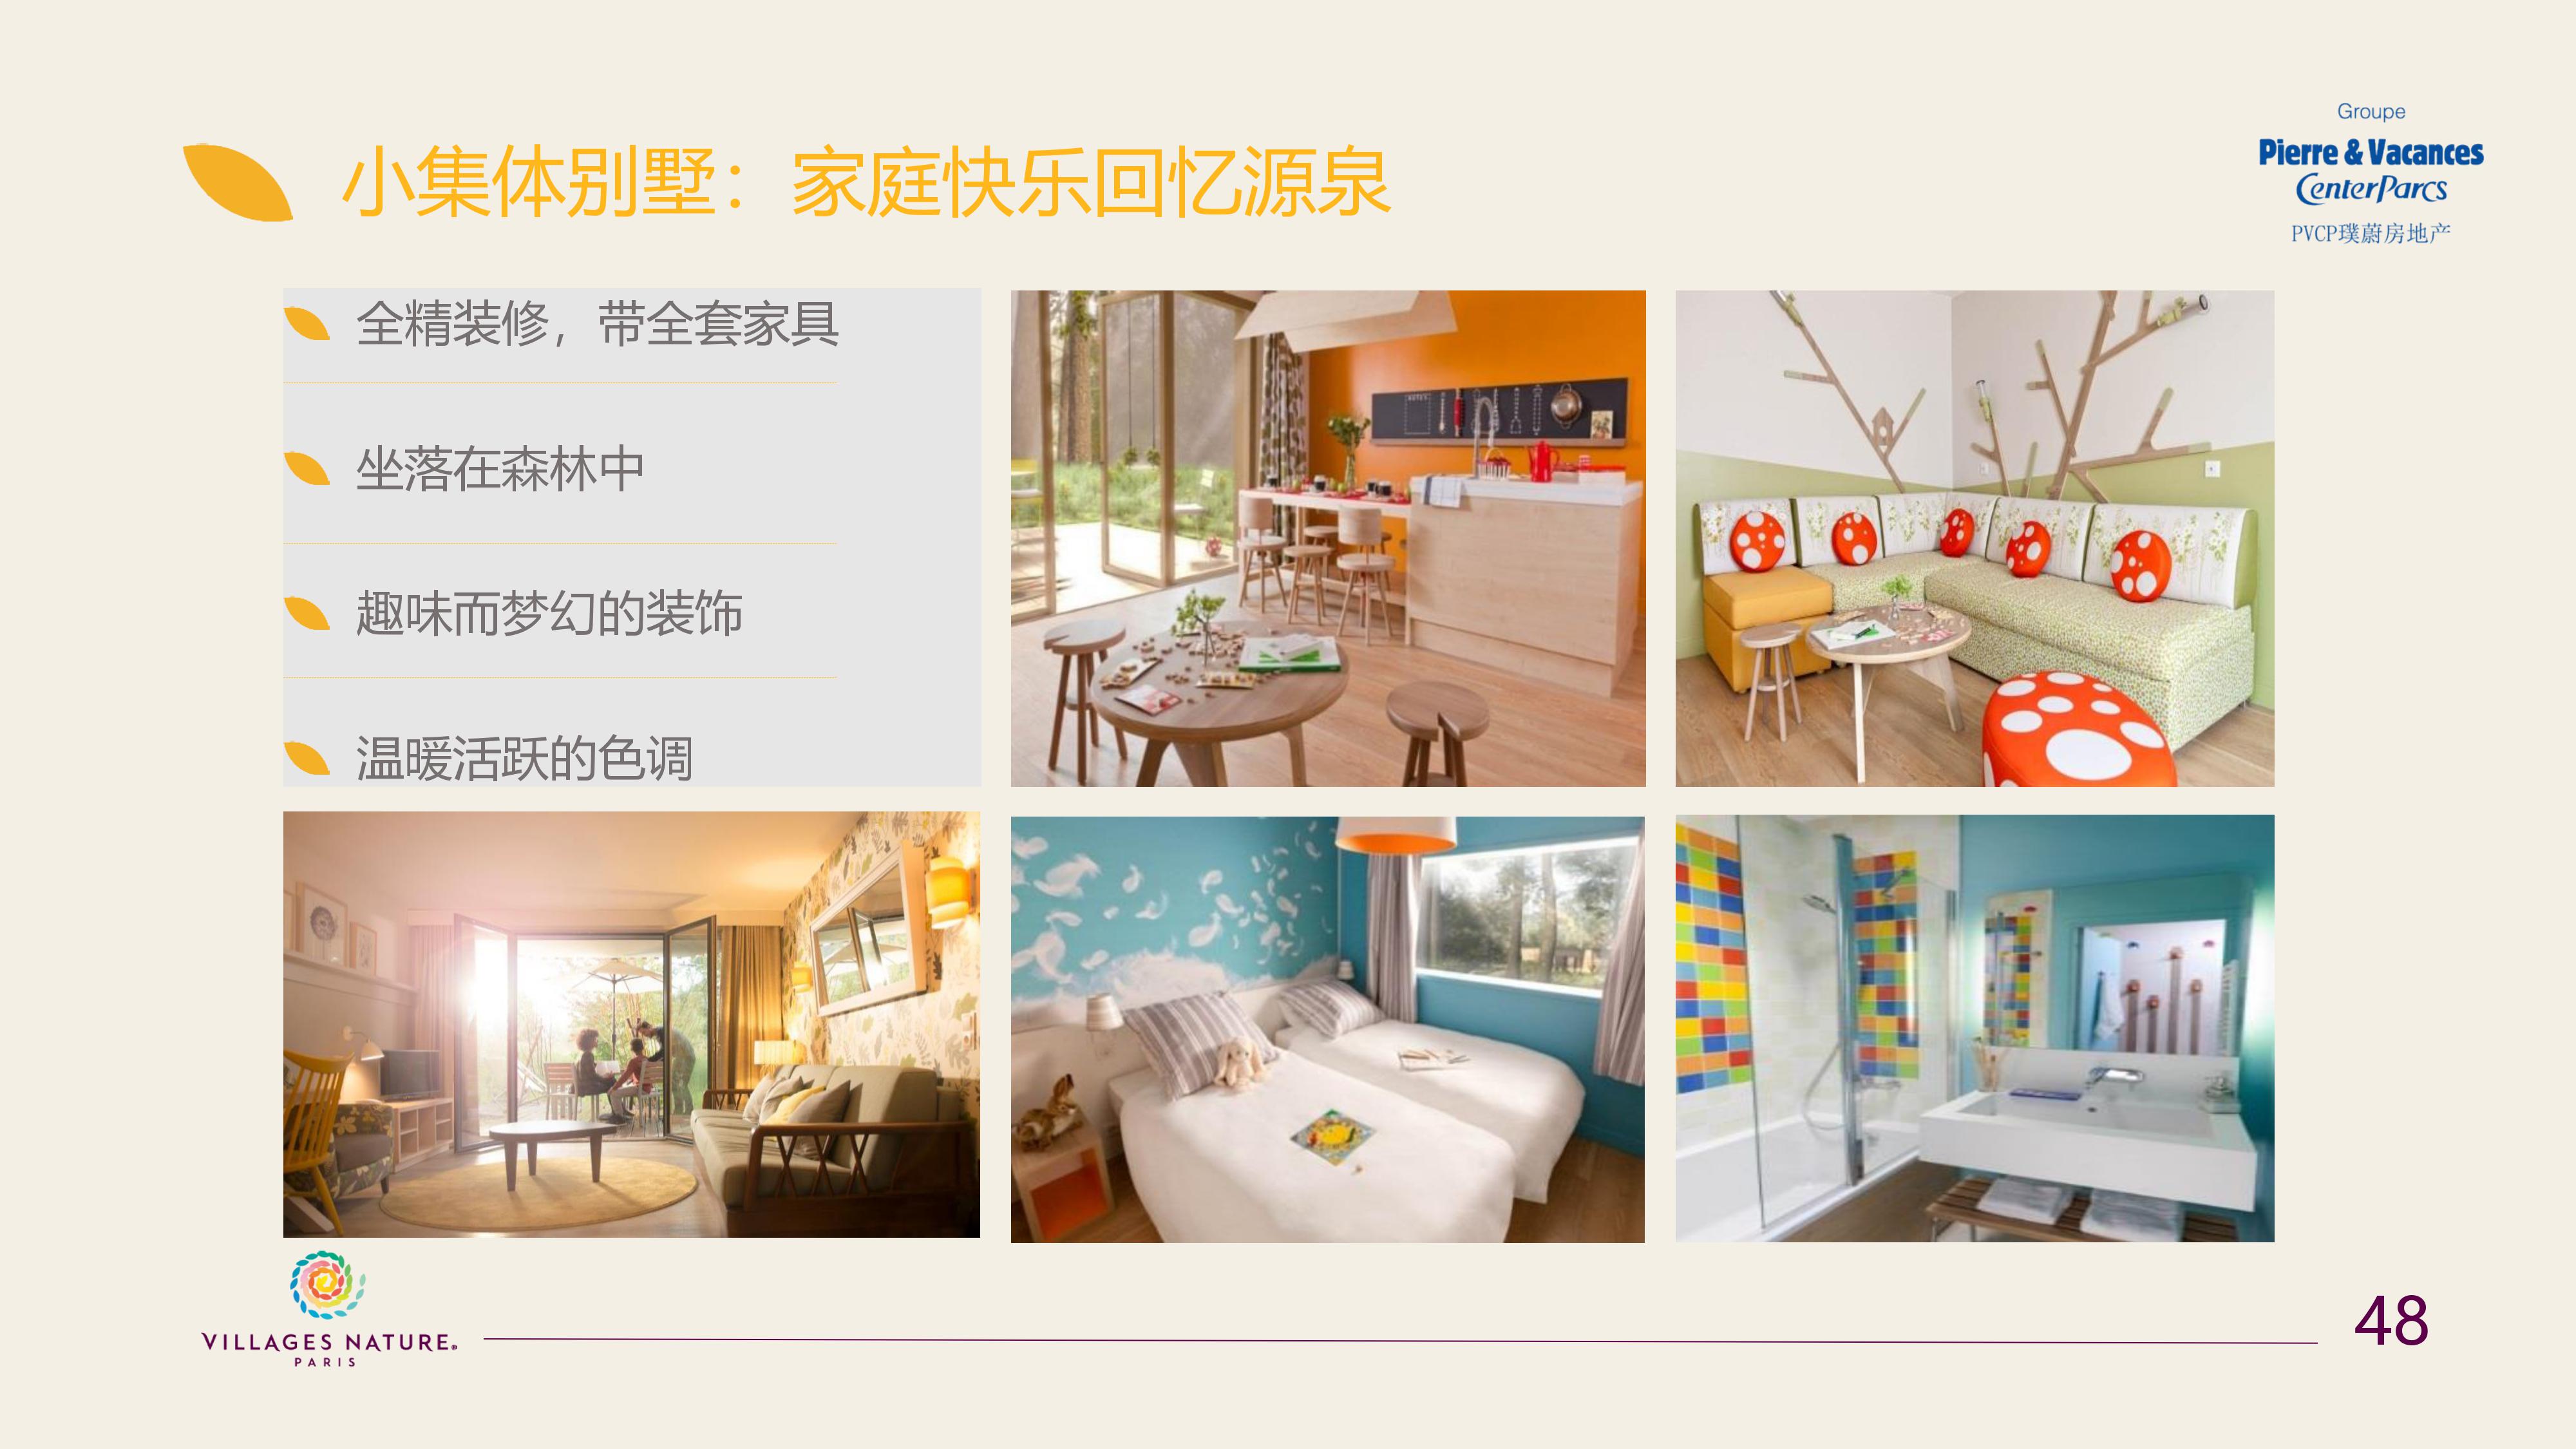 Groupe
Pierre & Vacances
CenterParcs
PVCP璞蔚房地产
小集体别墅：家庭快乐回忆源泉
全精装修，带全套家具
坐落在森林中
趣味而梦幻的装饰
温暖活跃的色调
VILLAGES NATURE®
PARIS
48